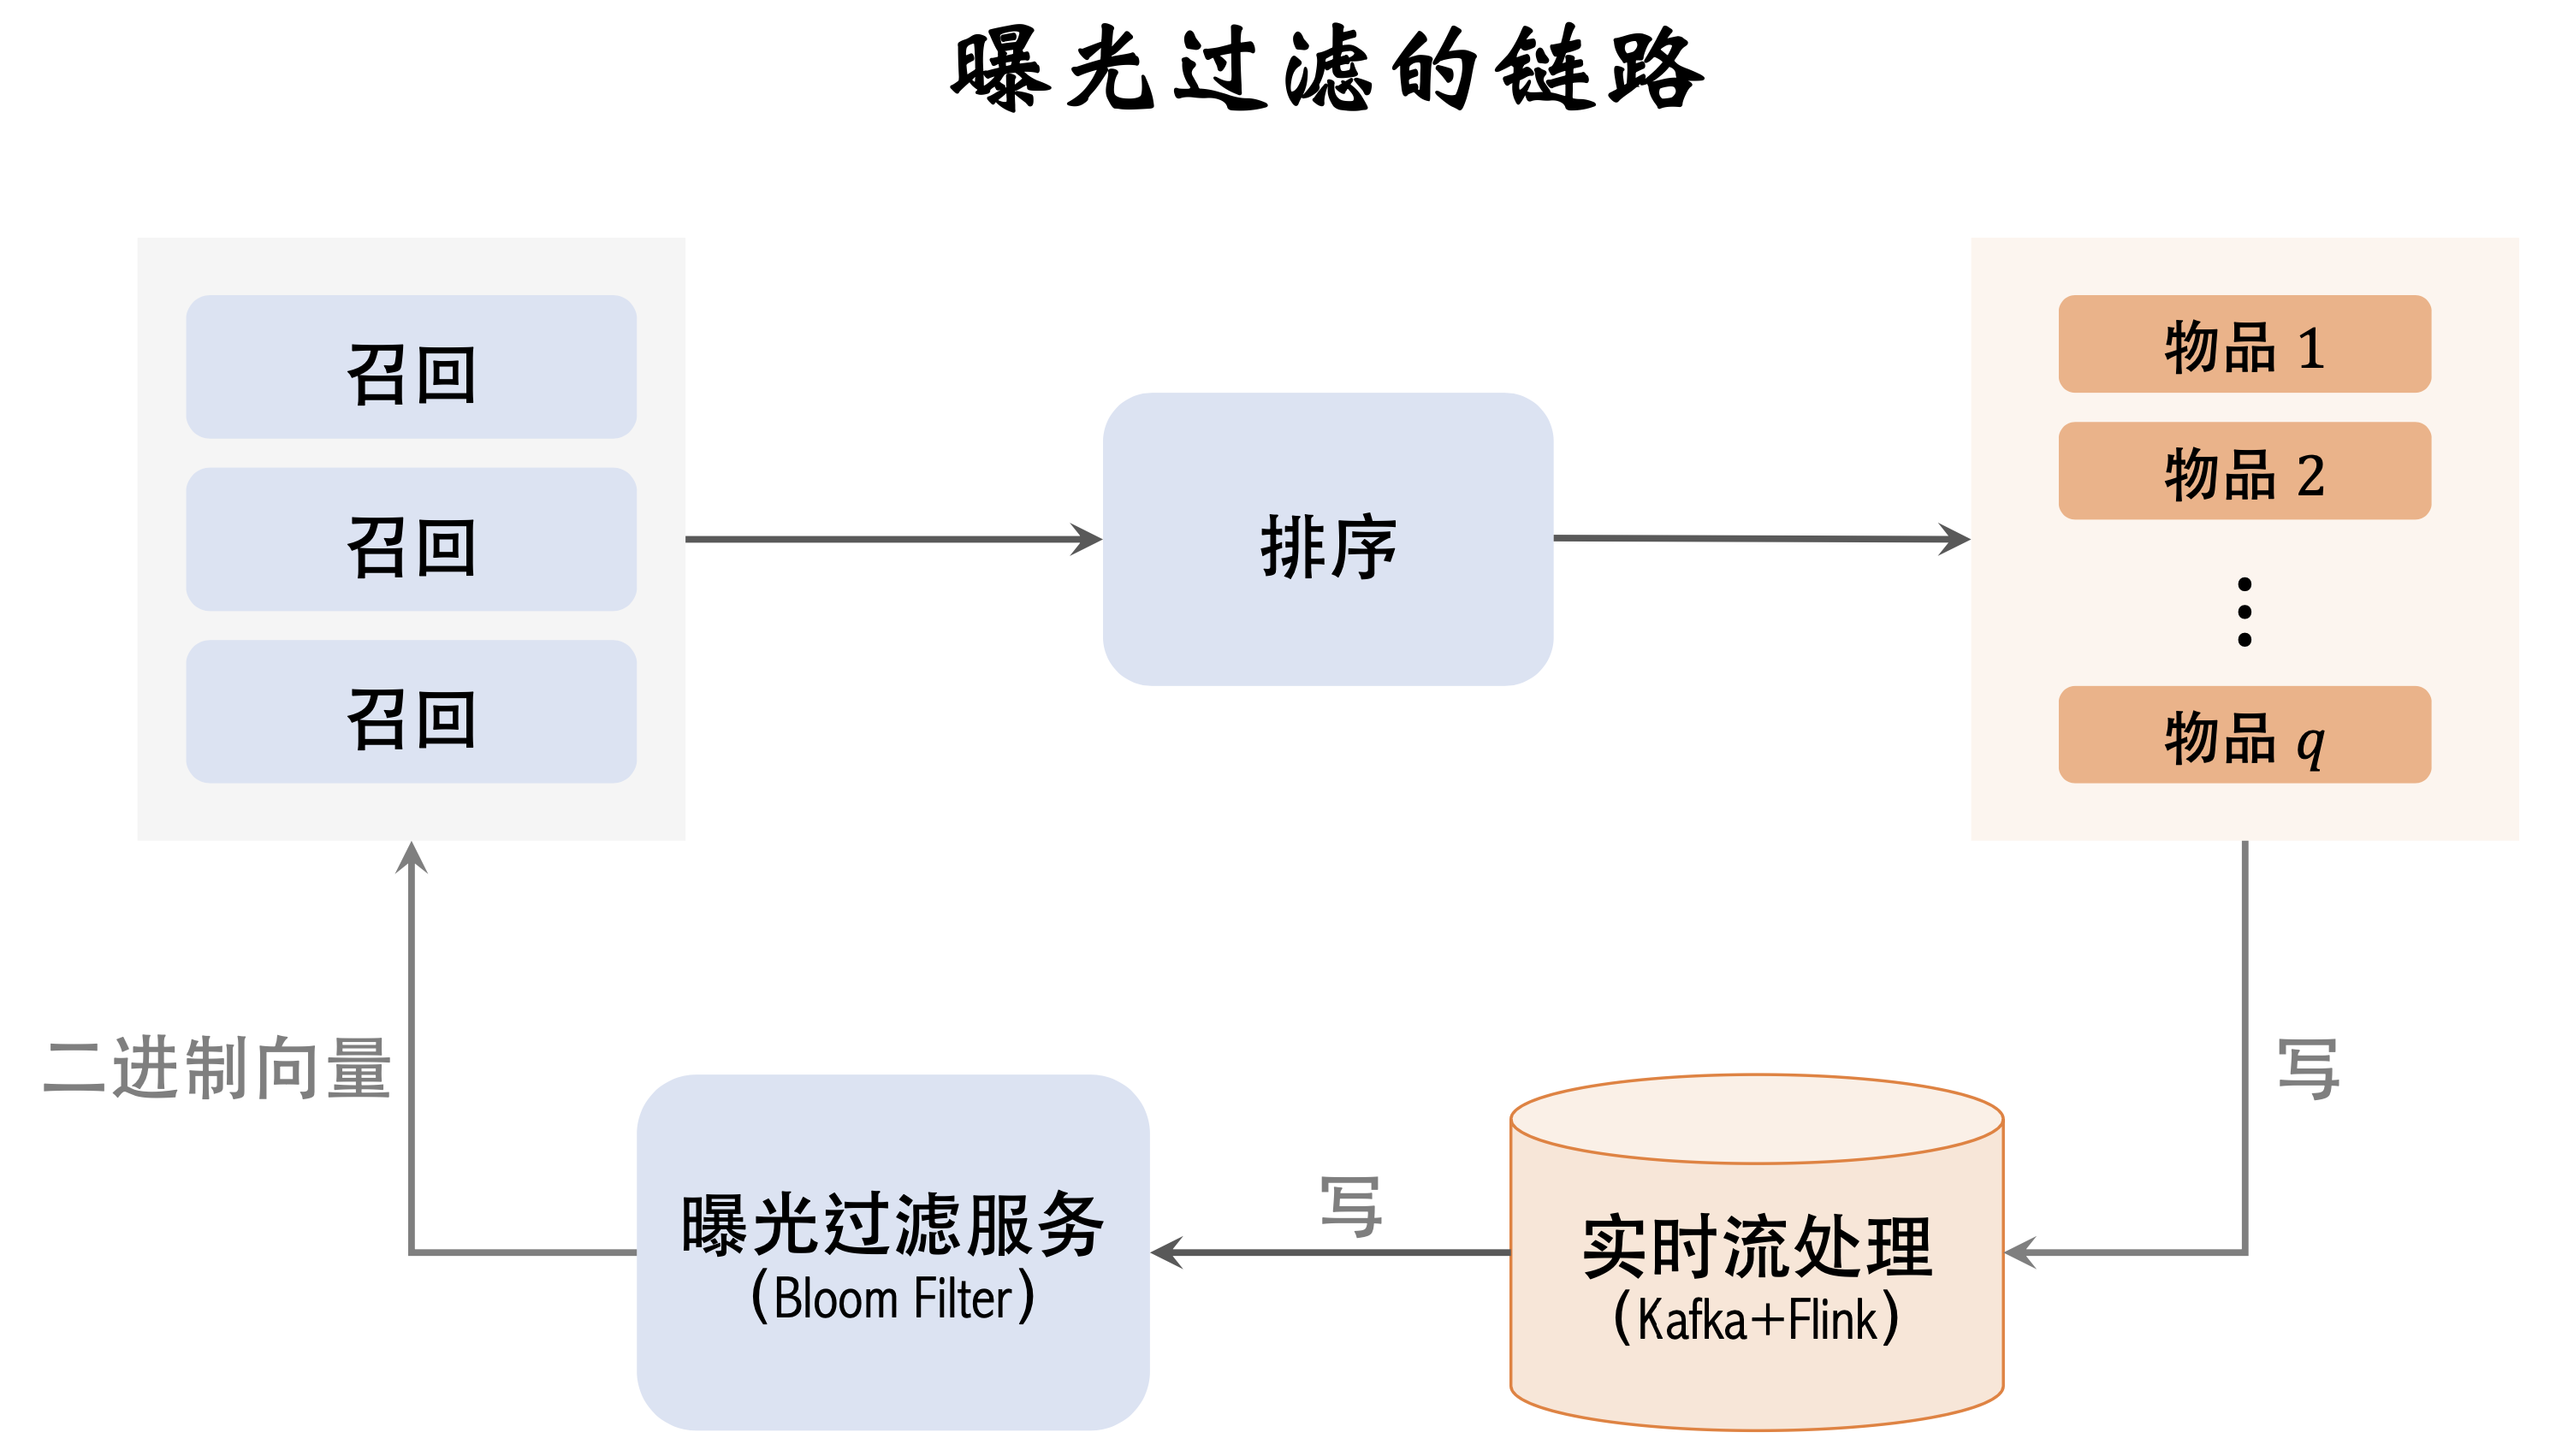 曝光过滤的链路
召回
召回
召回
排序
物品 1
物品 2
⋮
物品 q
二进制向量
曝光过滤服务
(Bloom Filter)
写
实时流处理
(Kafka+Flink)
写